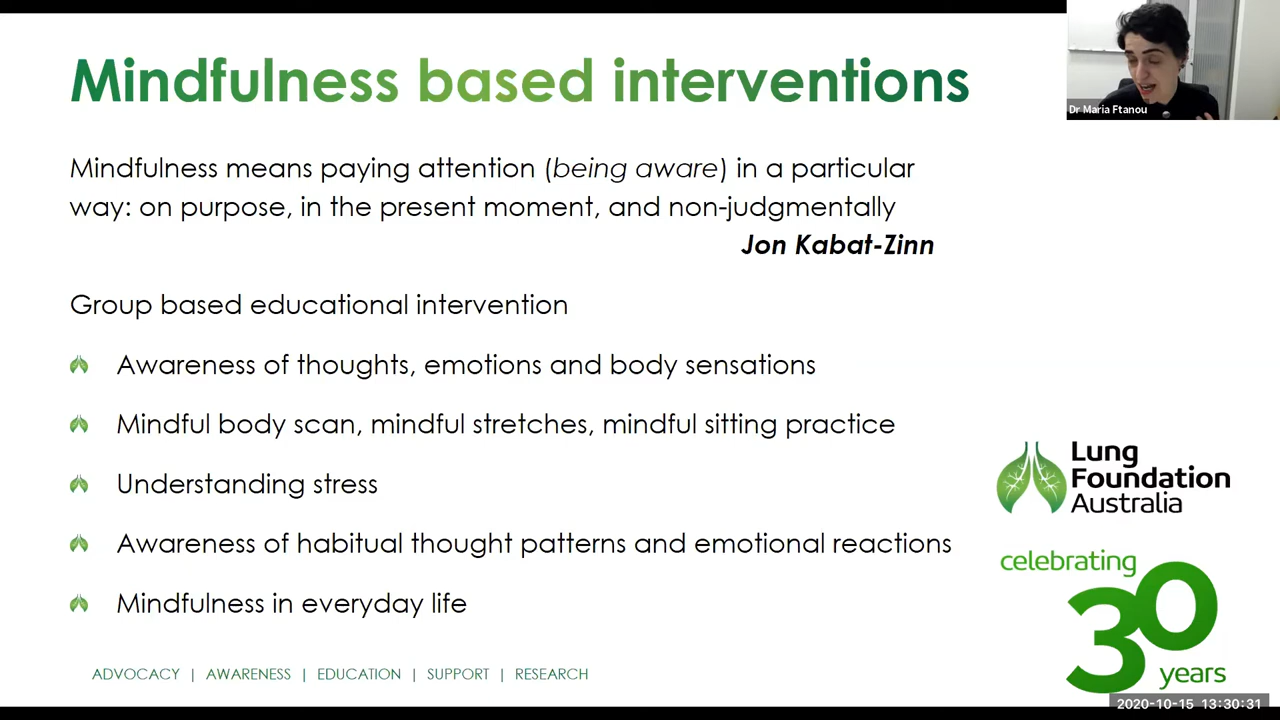 Mindfulness based interventions
Dr Maria Ftanou
Mindfulness means paying attention (being aware) in a particular
way: on purpose, in the present moment, and non-judgmentally
Jon Kabat-Zinn
Group based educational intervention
Awareness of thoughts, emotions and body sensations
Mindful body scan, mindful stretches, mindful sitting practice
Understanding stress
Awareness of habitual thought patterns and emotional reactions
Mindfulness in everyday life
Lung
Foundation
Australia
celebrating
30
years
ADVOCACY | AWARENESS | EDUCATION | SUPPORT | RESEARCH
2020-10-15 13:30:31